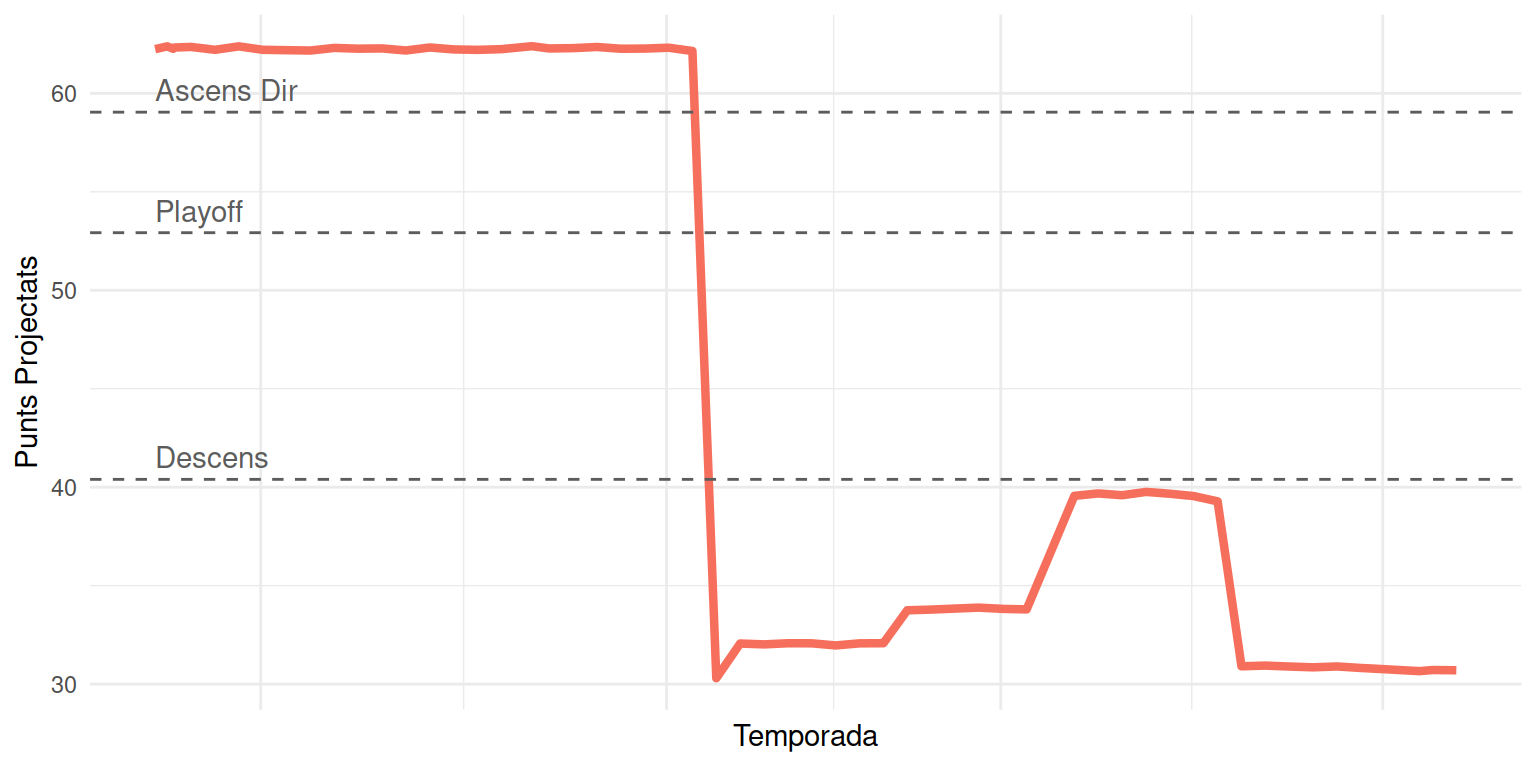 60
Ascens Dir
Playoff
50
Descens
40
30
Punts Projectats
Temporada